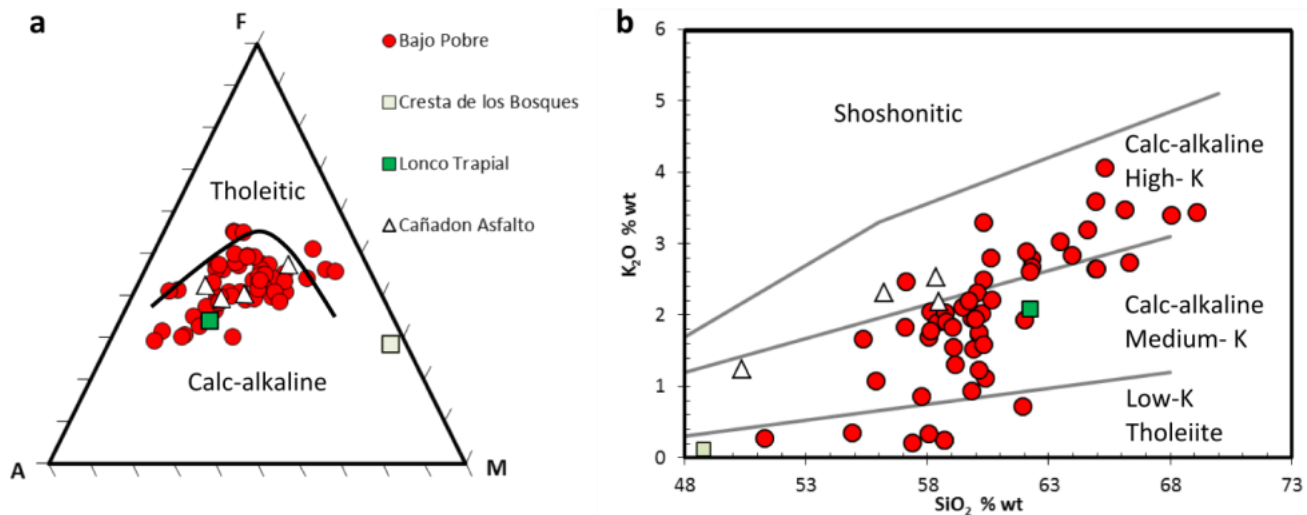 a
F
Bajo Pobre
Cresta de los Bosques
Lonco Trapial
Cañadon Asfalto
Tholeitic
Calc-alkaline
A
M
b
K₂O % wt
6
5
4
3
2
1
0
Shoshonitic
Calc-alkaline
High- K
Calc-alkaline
Medium- K
Low-K
Tholeiite
48
53
58
63
68
73
SiO₂ % wt